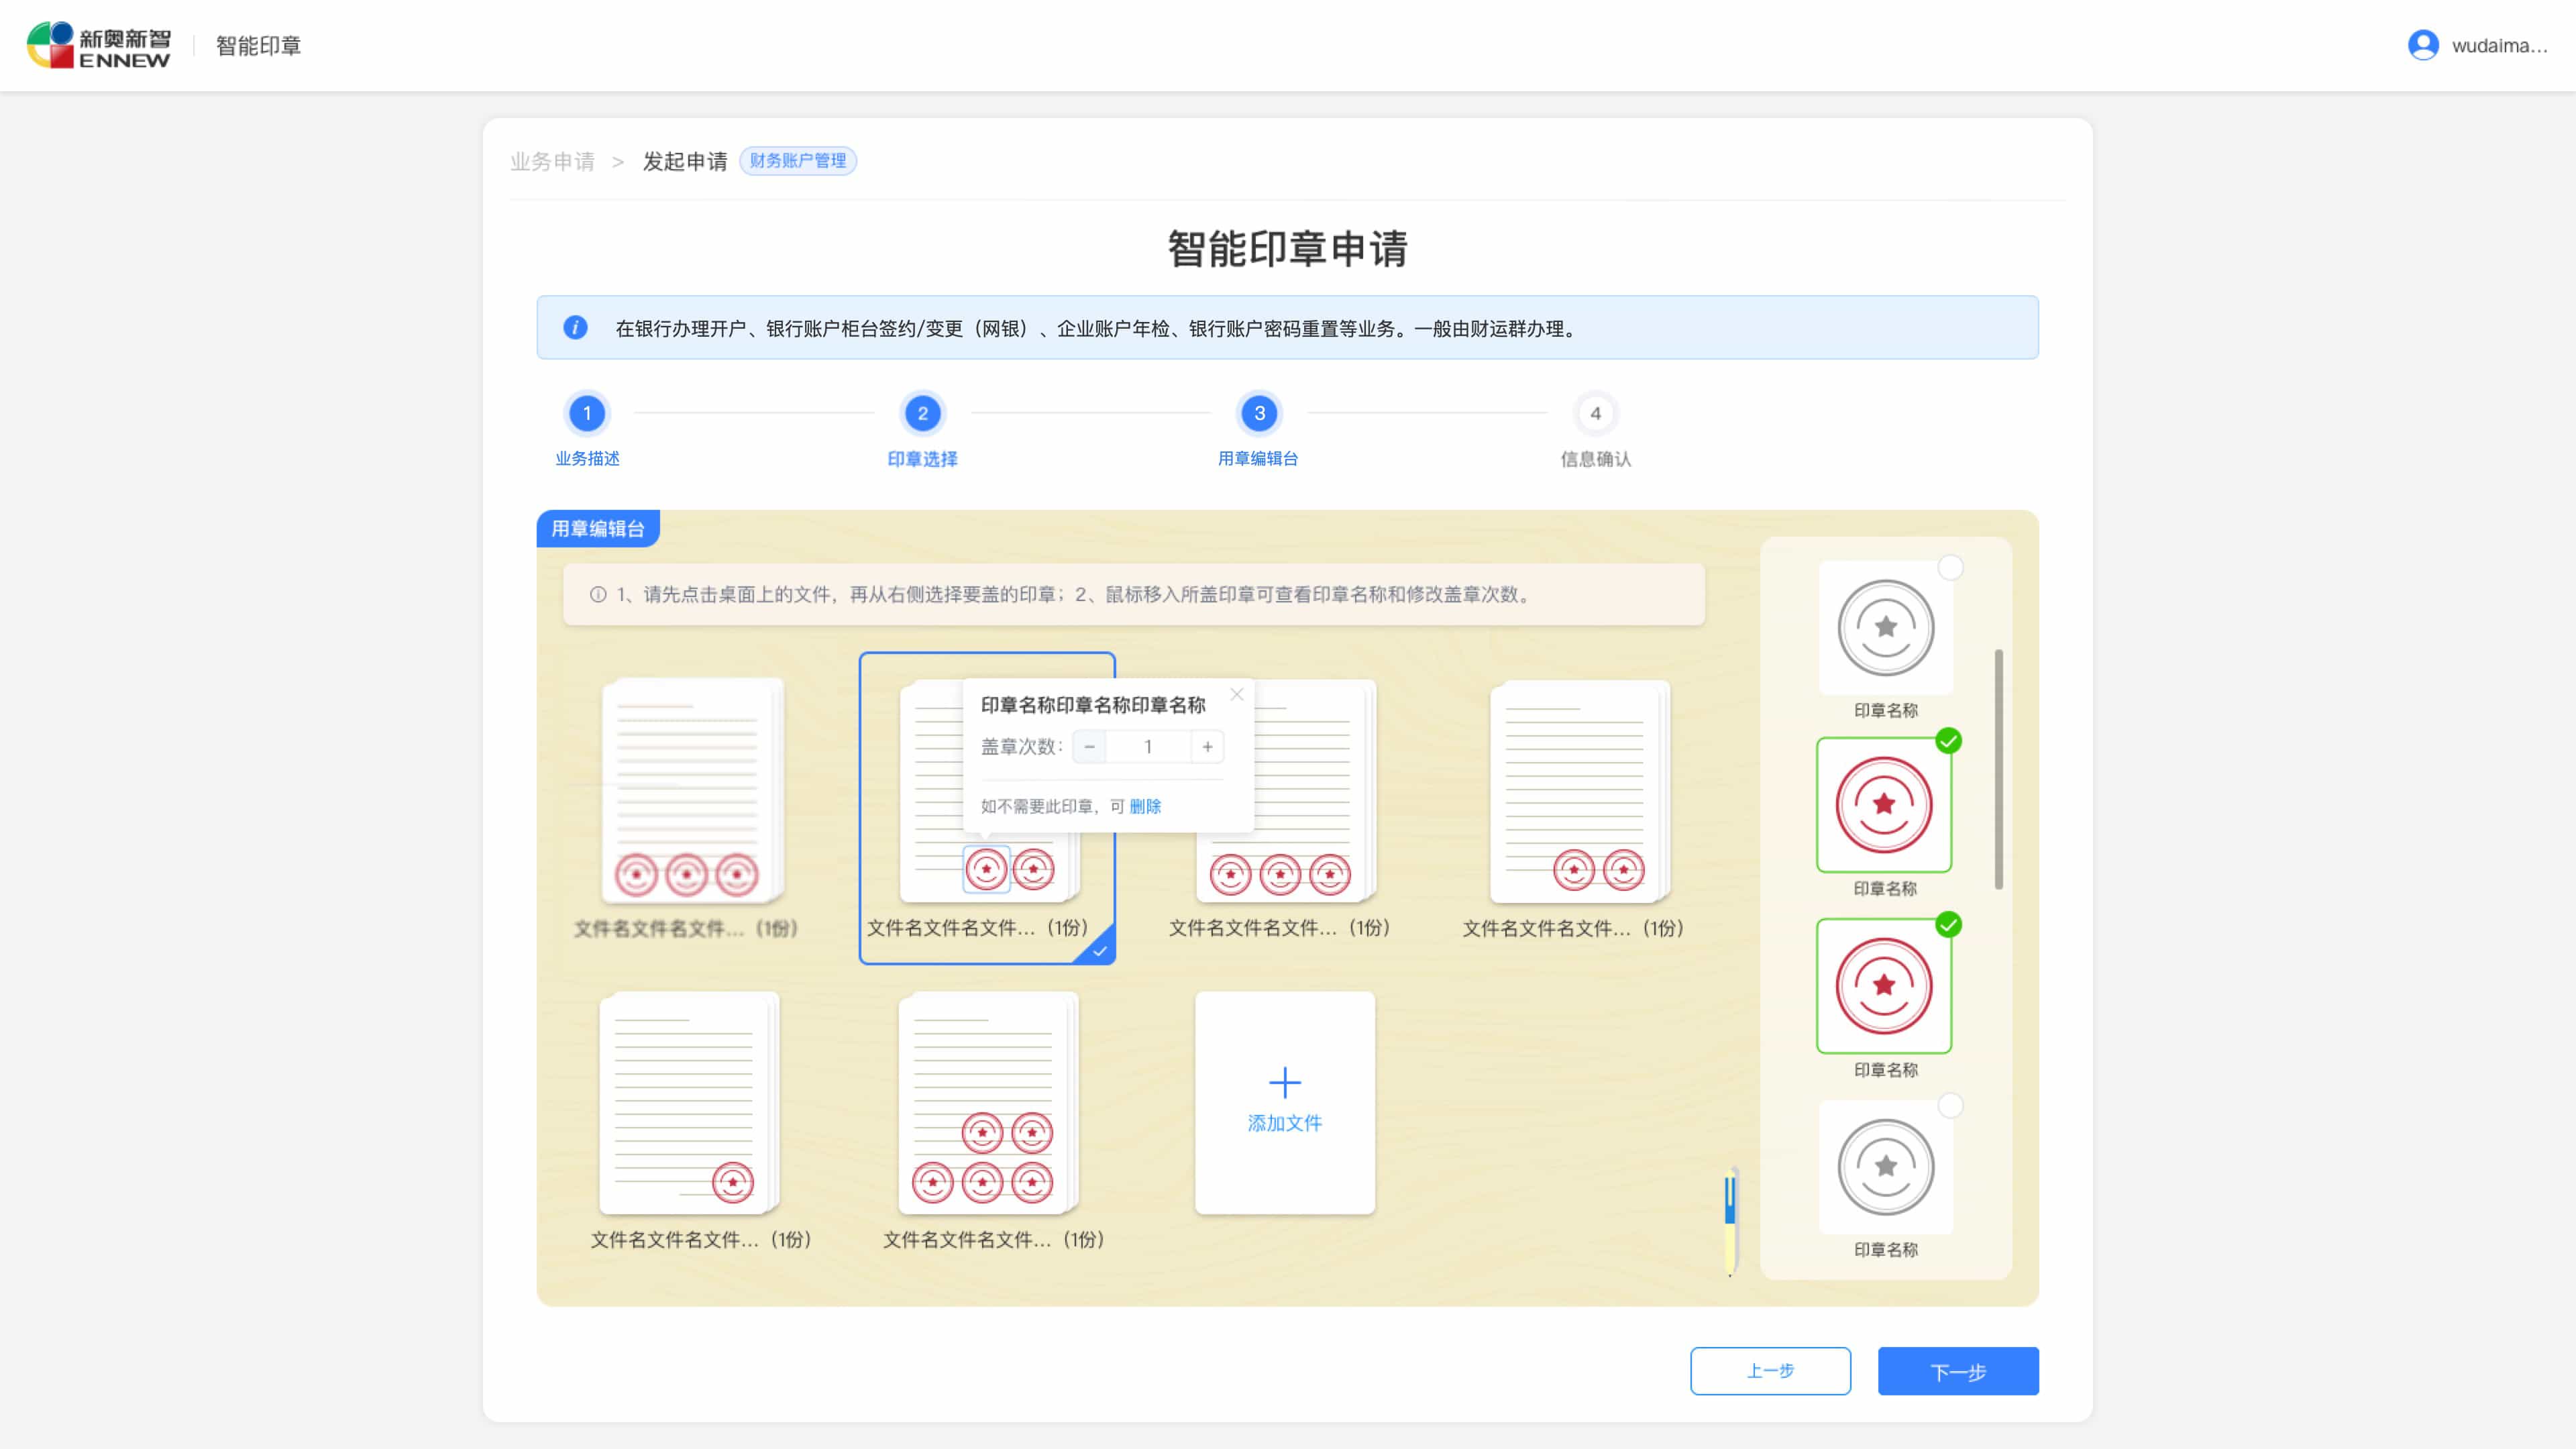 新奥新智
ENNEW
智能印章
wudaima...
业务申请 > 发起申请 财务账户管理
智能印章申请
在银行办理开户、银行账户柜台签约/变更（网银）、企业账户年检、银行账户密码重置等业务。一般由财运群办理。
1 2 3 4
业务描述 印章选择 用章编辑台 信息确认
用章编辑台
1、请先点击桌面上的文件，再从右侧选择要盖的印章；2、鼠标移入所盖印章可查看印章名称和修改盖章次数。
印章名称印章名称印章名称
盖章次数： − 1 +
如不需要此印章，可 删除
文件名文件名文件... （1份）
文件名文件名文件... （1份）
文件名文件名文件... （1份）
文件名文件名文件... （1份）
文件名文件名文件... （1份）
文件名文件名文件... （1份）
添加文件
印章名称
印章名称
印章名称
印章名称
上一步
下一步